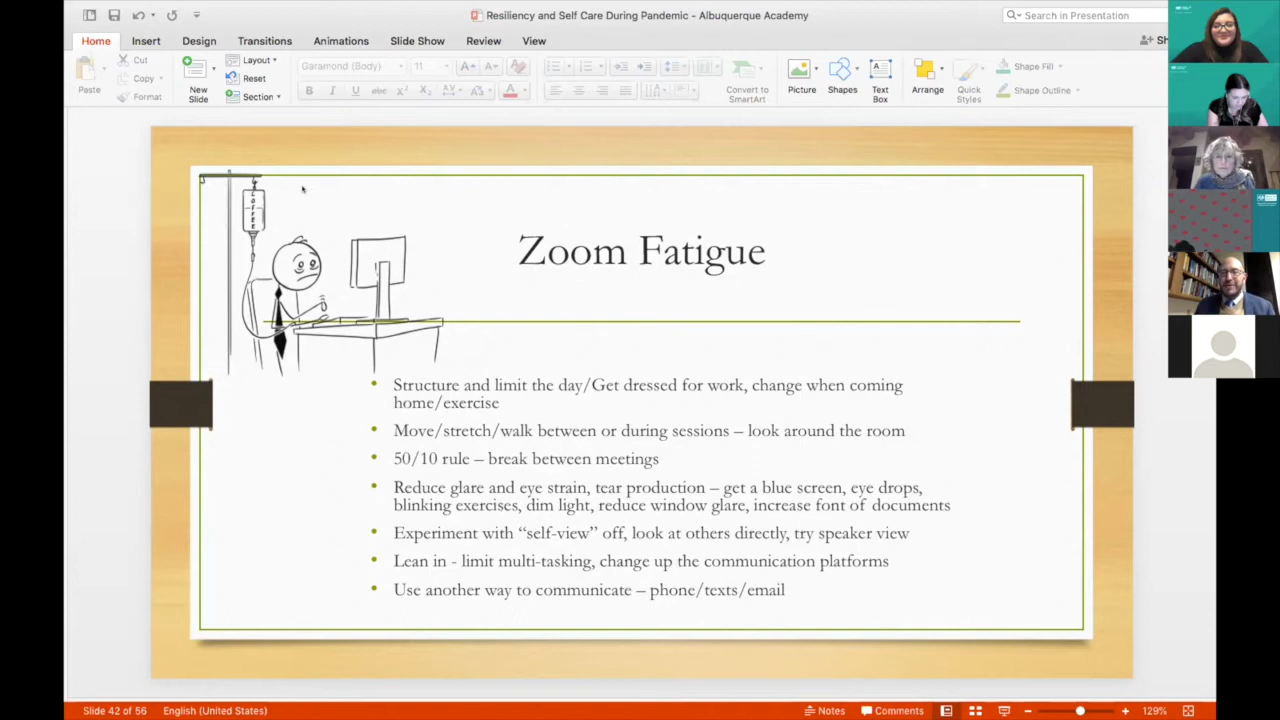 Resiliency and Self Care During Pandemic - Albuquerque Academy
Search in Presentation
Home Insert Design Transitions Animations Slide Show Review View
Cut
Copy
Format
Paste
New
Slide
Layout
Reset
Section
Garamond (Body) 11
Convert to
SmartArt
Picture
Shapes
Text
Box
Arrange
Quick
Styles
Shape Fill
Shape Outline
COFFEE
Zoom Fatigue
• Structure and limit the day/Get dressed for work, change when coming
home/exercise
• Move/stretch/walk between or during sessions – look around the room
• 50/10 rule – break between meetings
• Reduce glare and eye strain, tear production – get a blue screen, eye drops,
blinking exercises, dim light, reduce window glare, increase font of documents
• Experiment with “self-view” off, look at others directly, try speaker view
• Lean in - limit multi-tasking, change up the communication platforms
• Use another way to communicate – phone/texts/email
Slide 42 of 56 English (United States) Notes Comments 129%